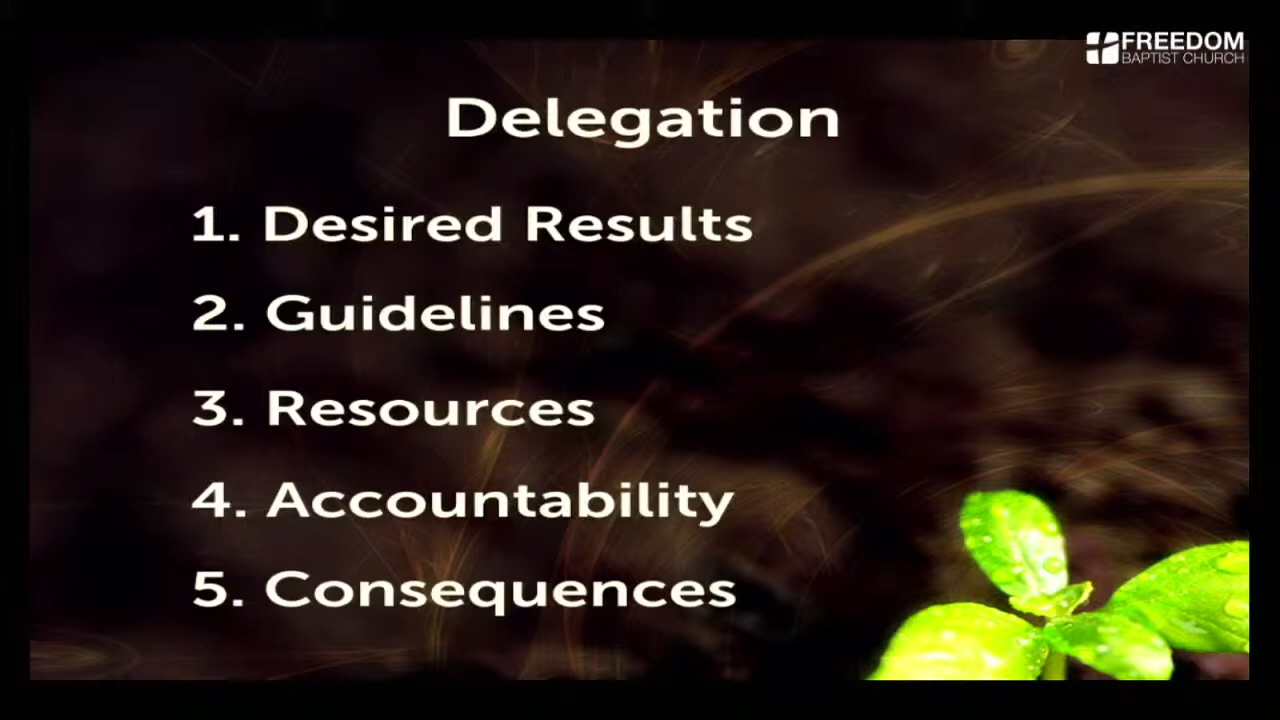 FREEDOM
BAPTIST CHURCH
Delegation
1. Desired Results
2. Guidelines
3. Resources
4. Accountability
5. Consequences